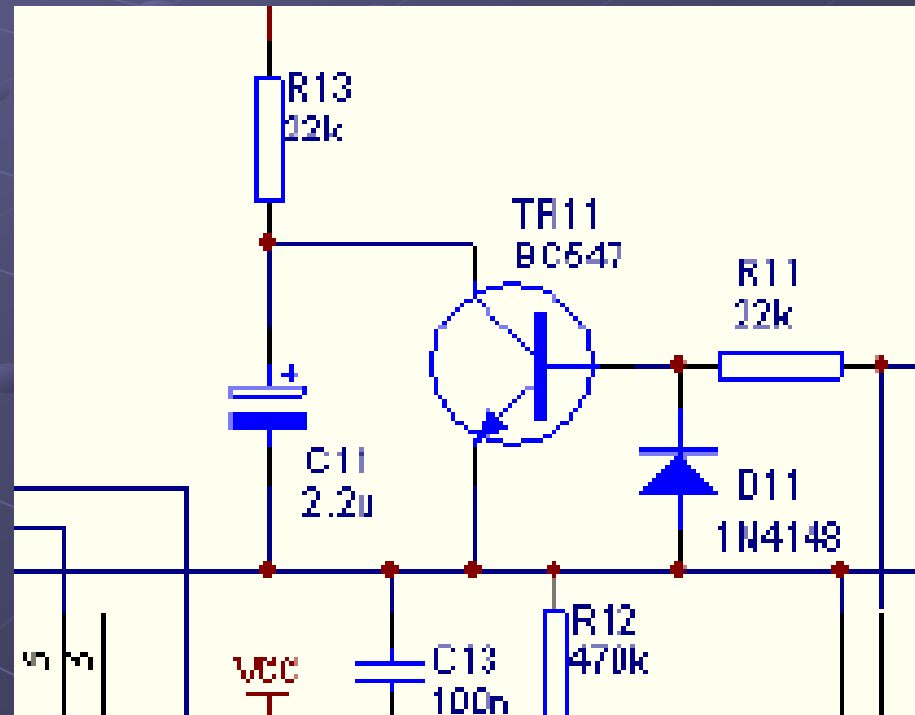 R13
22k
TR11
BC547
R11
22k
C11
2.2u
D11
1N4148
R12
470k
C13
100n
VCC
S
S